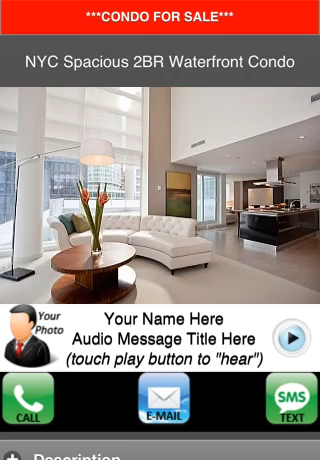 ***CONDO FOR SALE***
NYC Spacious 2BR Waterfront Condo
Your
Photo
Your Name Here
Audio Message Title Here
(touch play button to "hear")
CALL
E-MAIL
SMS
TEXT
+ Description